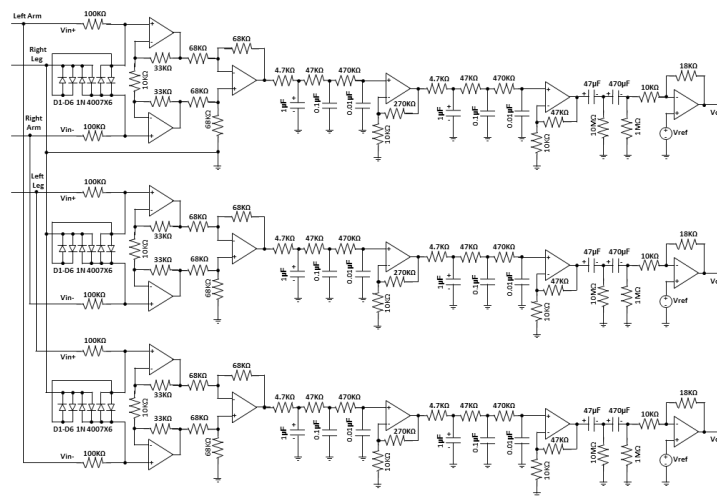 Left Arm
100KΩ
Vin+
Right
Leg
D1-D6 1N 4007X6
Right
Arm
Vin-
100KΩ
10KΩ
33KΩ
33KΩ
68KΩ
68KΩ
68KΩ
68KΩ
4.7KΩ
47KΩ
470KΩ
1µF
0.1µF
0.01µF
270KΩ
10KΩ
4.7KΩ
47KΩ
470KΩ
1µF
0.1µF
0.01µF
47KΩ
10KΩ
47µF
470µF
10MΩ
1MΩ
10KΩ
18KΩ
Vref
Vo
Left
Leg
100KΩ
Vin+
D1-D6 1N 4007X6
Vin-
100KΩ
10KΩ
33KΩ
33KΩ
68KΩ
68KΩ
68KΩ
68KΩ
4.7KΩ
47KΩ
470KΩ
1µF
0.1µF
0.01µF
270KΩ
10KΩ
4.7KΩ
47KΩ
470KΩ
1µF
0.1µF
0.01µF
47KΩ
10KΩ
47µF
470µF
10MΩ
1MΩ
10KΩ
18KΩ
Vref
Vo
100KΩ
Vin+
D1-D6 1N 4007X6
Vin-
100KΩ
10KΩ
33KΩ
33KΩ
68KΩ
68KΩ
68KΩ
68KΩ
4.7KΩ
47KΩ
470KΩ
1µF
0.1µF
0.01µF
270KΩ
10KΩ
4.7KΩ
47KΩ
470KΩ
1µF
0.1µF
0.01µF
47KΩ
10KΩ
47µF
470µF
10MΩ
1MΩ
10KΩ
18KΩ
Vref
Vo